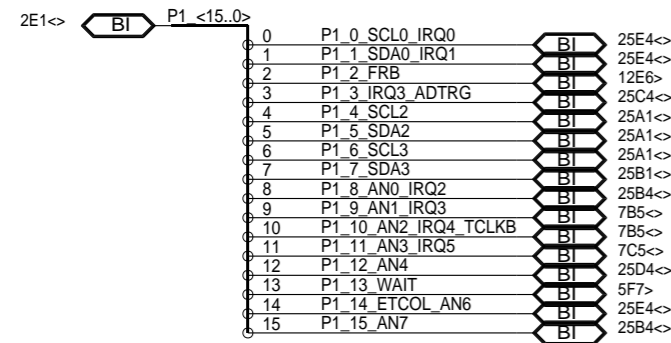 2E1<> BI P1_<15..0>
0 P1_0_SCL0_IRQ0 BI 25E4<>
1 P1_1_SDA0_IRQ1 BI 25E4<>
2 P1_2_FRB BI 12E6>
3 P1_3_IRQ3_ADTRG BI 25C4<>
4 P1_4_SCL2 BI 25A1<>
5 P1_5_SDA2 BI 25A1<>
6 P1_6_SCL3 BI 25A1<>
7 P1_7_SDA3 BI 25B1<>
8 P1_8_AN0_IRQ2 BI 25B4<>
9 P1_9_AN1_IRQ3 BI 7B5<>
10 P1_10_AN2_IRQ4_TCLKB BI 7B5<>
11 P1_11_AN3_IRQ5 BI 7C5<>
12 P1_12_AN4 BI 25D4<>
13 P1_13_WAIT BI 5F7>
14 P1_14_ETCOL_AN6 BI 25E4<>
15 P1_15_AN7 BI 25B4<>